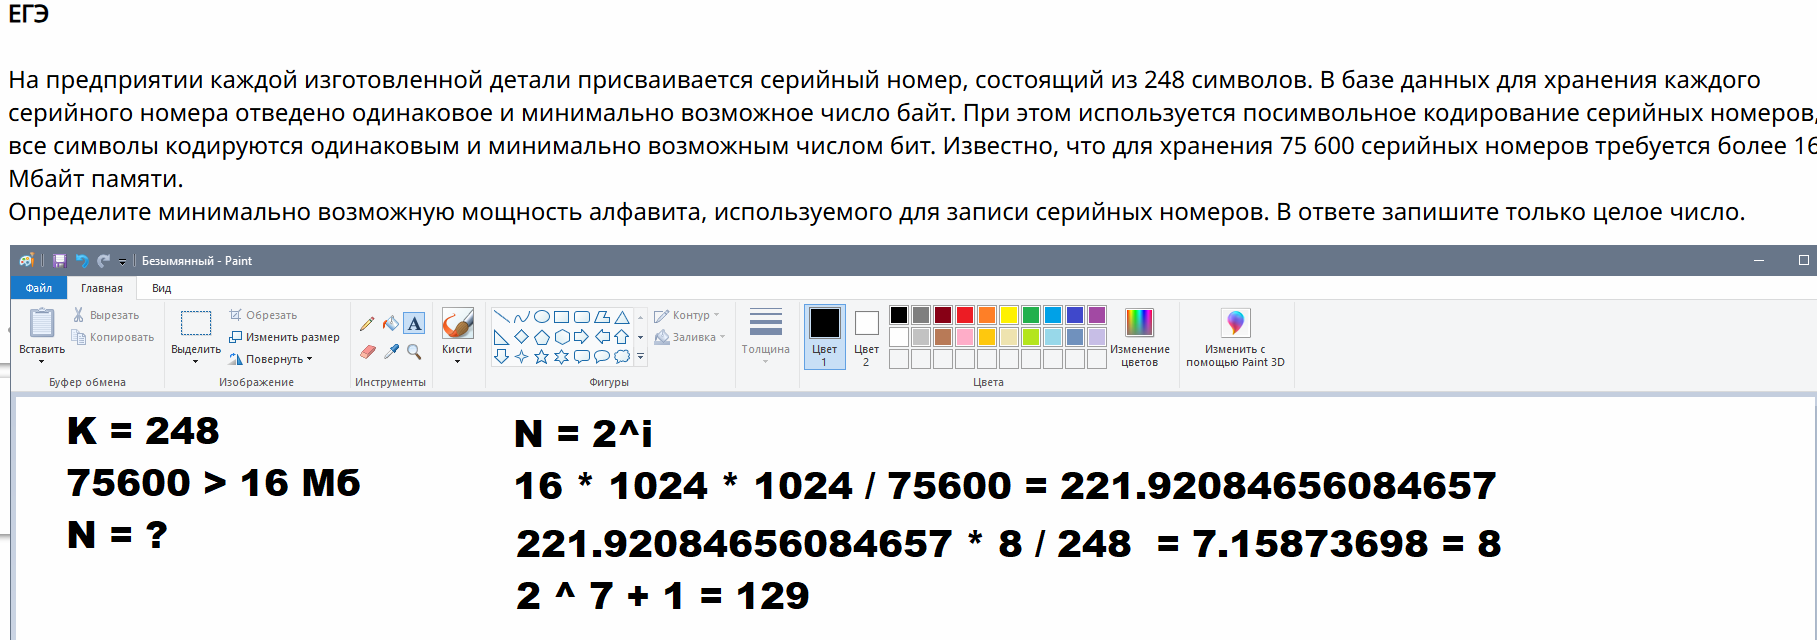 ЕГЭ
На предприятии каждой изготовленной детали присваивается серийный номер, состоящий из 248 символов. В базе данных для хранения каждого
серийного номера отведено одинаковое и минимально возможное число байт. При этом используется посимвольное кодирование серийных номеров,
все символы кодируются одинаковым и минимально возможным числом бит. Известно, что для хранения 75 600 серийных номеров требуется более 16
Мбайт памяти.
Определите минимально возможную мощность алфавита, используемого для записи серийных номеров. В ответе запишите только целое число.
Безымянный - Paint
Файл Главная Вид
Вставить
Вырезать
Копировать
Буфер обмена
Выделить
Обрезать
Изменить размер
Повернуть
Изображение
A
Инструменты
Кисти
Контур
Заливка
Фигуры
Толщина
Цвет
1
Цвет
2
Изменение
цветов
Цвета
Изменить с
помощью Paint 3D
K = 248
75600 > 16 Мб
N = ?
N = 2^i
16 * 1024 * 1024 / 75600 = 221.92084656084657
221.92084656084657 * 8 / 248 = 7.15873698 = 8
2 ^ 7 + 1 = 129